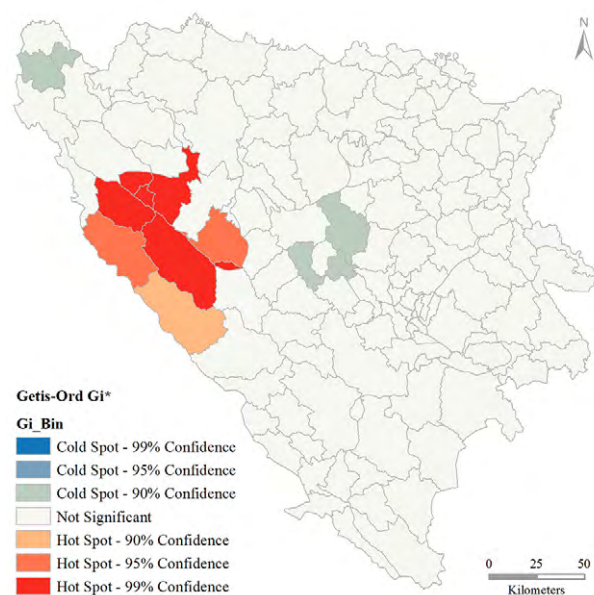 N
Getis-Ord Gi*
Gi_Bin
Cold Spot - 99% Confidence
Cold Spot - 95% Confidence
Cold Spot - 90% Confidence
Not Significant
Hot Spot - 90% Confidence
Hot Spot - 95% Confidence
Hot Spot - 99% Confidence
0 25 50
Kilometers